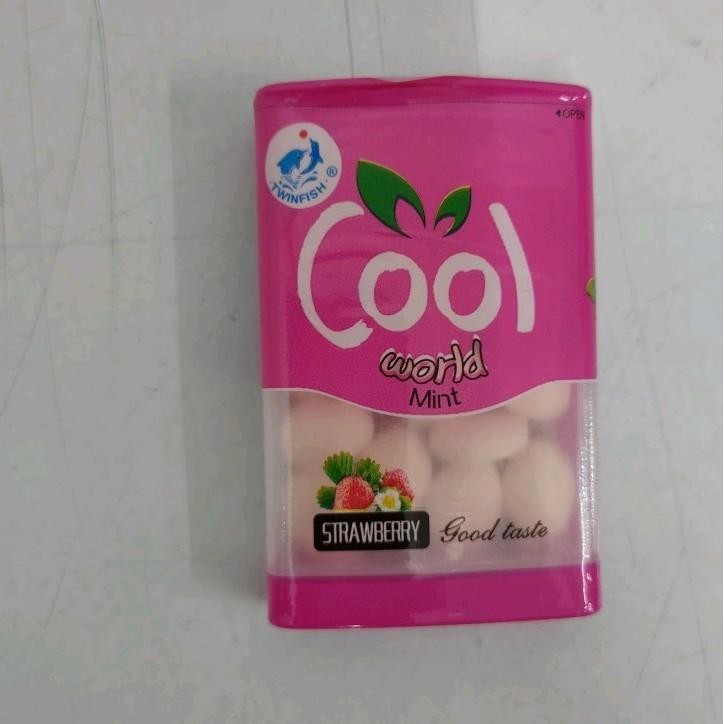 ◄OPEN
TWINFISH ®
Cool
world
Mint
STRAWBERRY Good taste